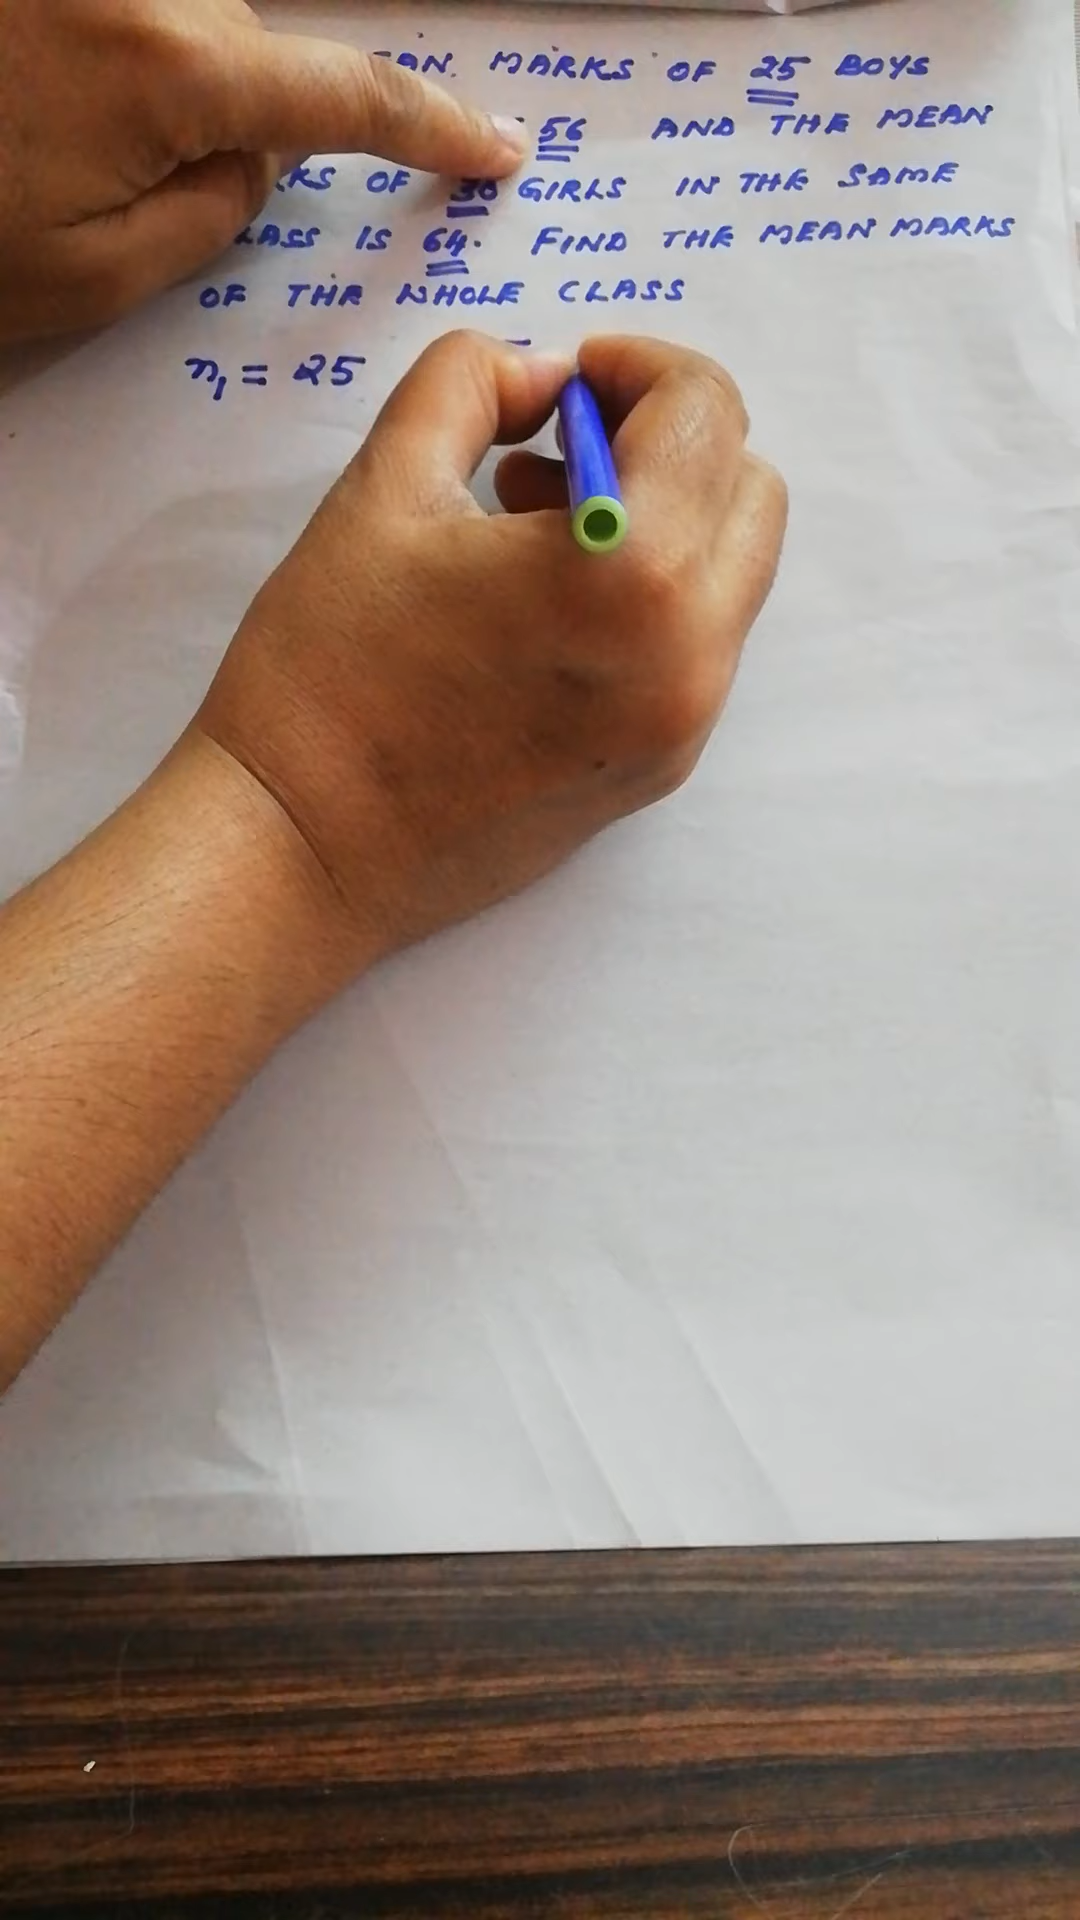 MARKS OF 25 BOYS
56 AND THE MEAN
OF 30 GIRLS IN THE SAME
IS 64. FIND THE MEAN MARKS
OF THE WHOLE CLASS
n₁ = 25